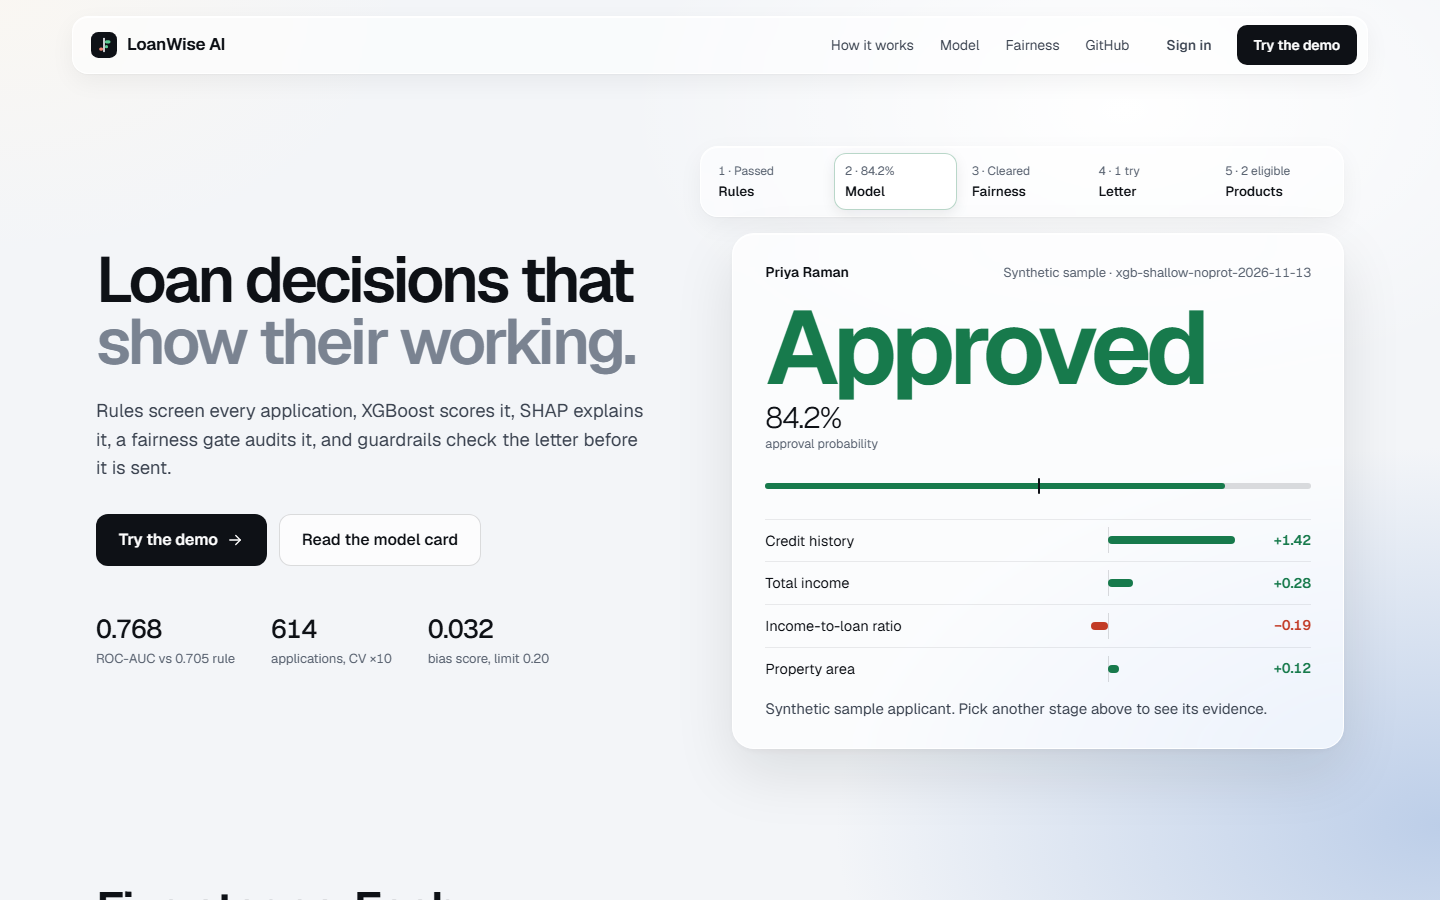 LoanWise AI
How it works
Model
Fairness
GitHub
Sign in
Try the demo
1 · Passed
Rules
2 · 84.2%
Model
3 · Cleared
Fairness
4 · 1 try
Letter
5 · 2 eligible
Products
Loan decisions that
show their working.
Rules screen every application, XGBoost scores it, SHAP explains
it, a fairness gate audits it, and guardrails check the letter before
it is sent.
Try the demo →
Read the model card
0.768
ROC-AUC vs 0.705 rule
614
applications, CV ×10
0.032
bias score, limit 0.20
Priya Raman
Synthetic sample · xgb-shallow-noprot-2026-11-13
Approved
84.2%
approval probability
Credit history +1.42
Total income +0.28
Income-to-loan ratio −0.19
Property area +0.12
Synthetic sample applicant. Pick another stage above to see its evidence.